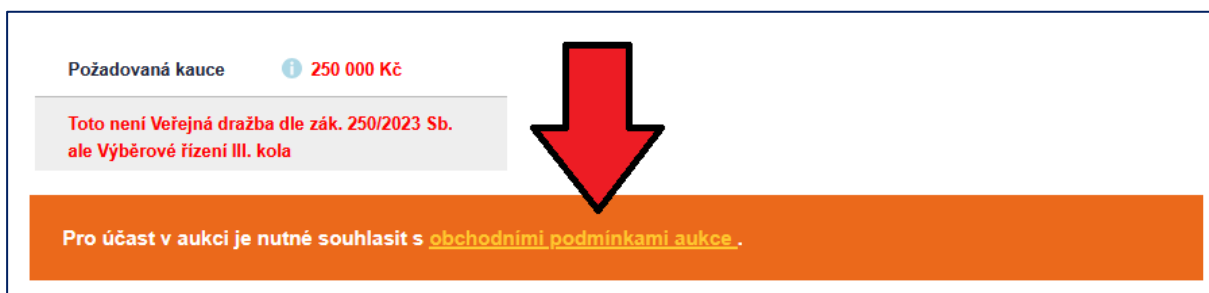 Požadovaná kauce 250 000 Kč
Toto není Veřejná dražba dle zák. 250/2023 Sb.
ale Výběrové řízení III. kola
Pro účast v aukci je nutné souhlasit s obchodními podmínkami aukce .